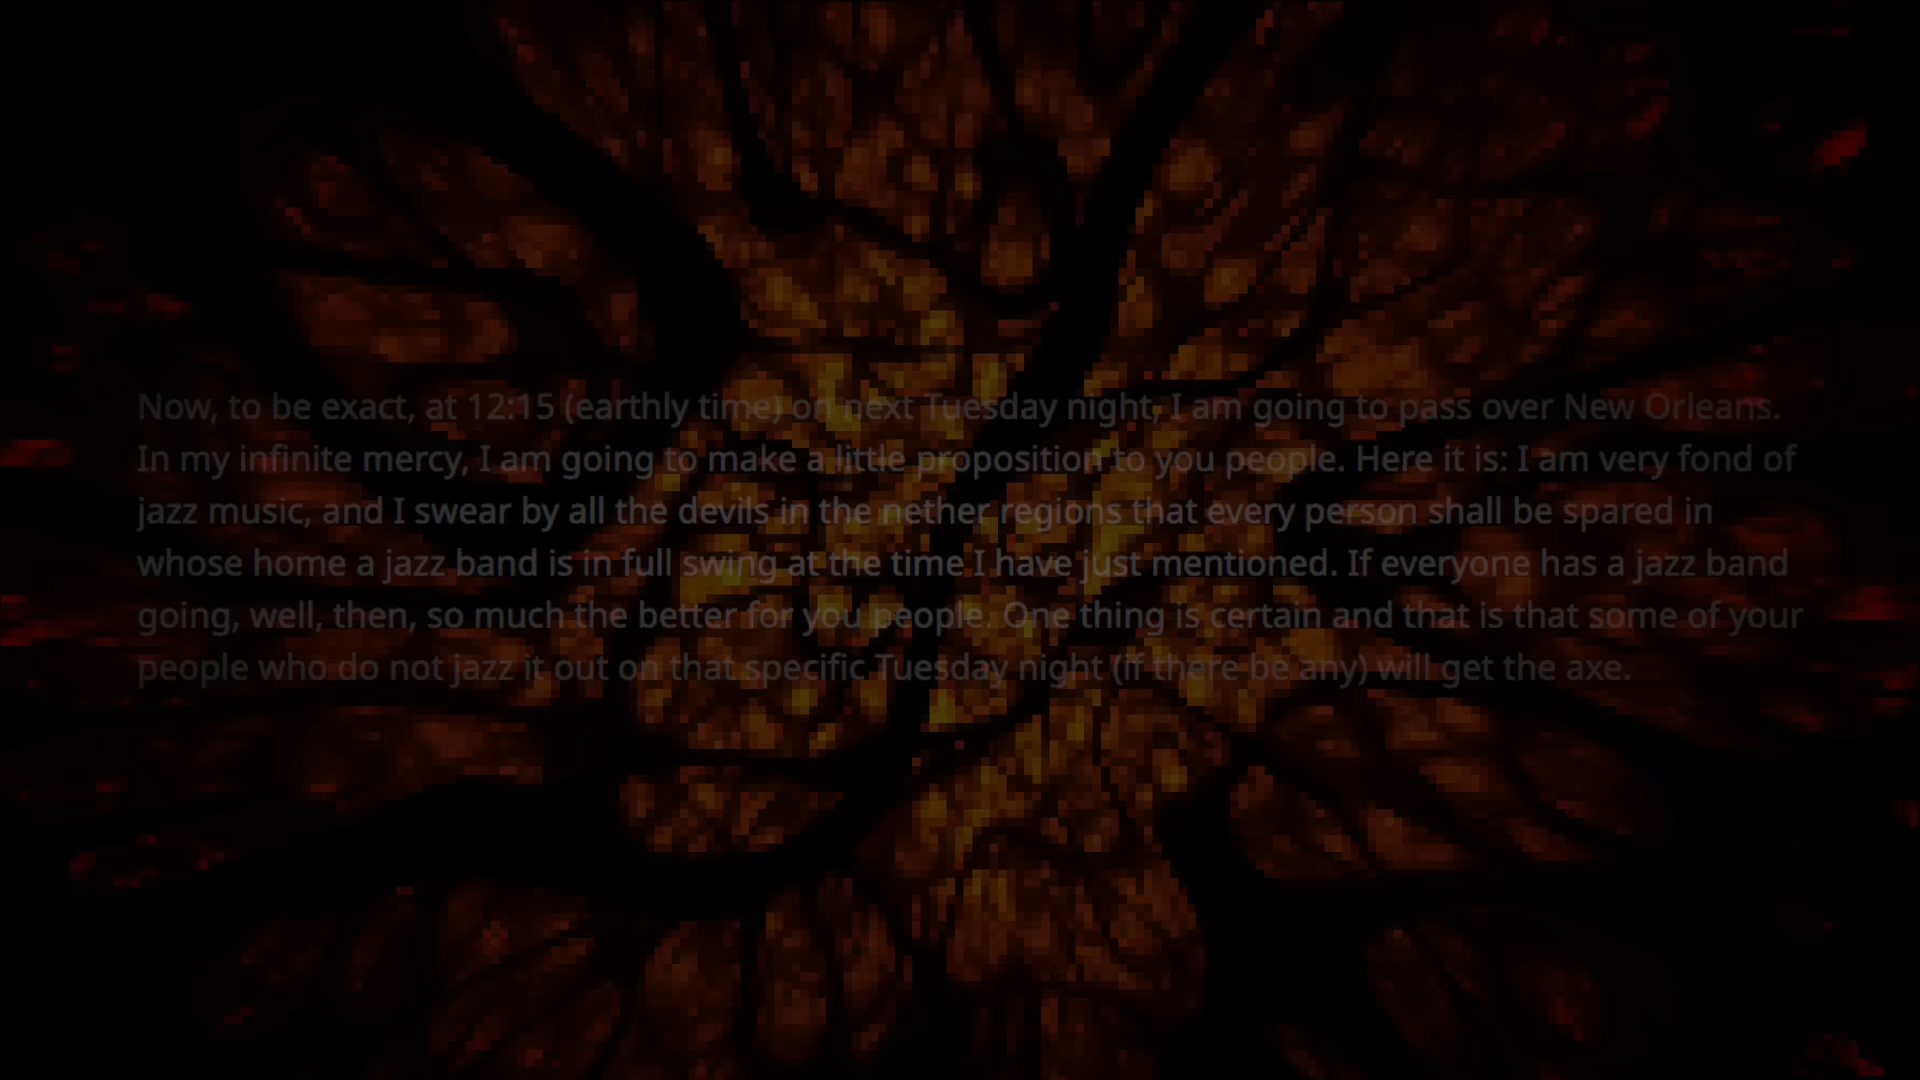 Now, to be exact, at 12:15 (earthly time) on next Tuesday night, I am going to pass over New Orleans.
In my infinite mercy, I am going to make a little proposition to you people. Here it is: I am very fond of
jazz music, and I swear by all the devils in the nether regions that every person shall be spared in
whose home a jazz band is in full swing at the time I have just mentioned. If everyone has a jazz band
going, well, then, so much the better for you people. One thing is certain and that is that some of your
people who do not jazz it out on that specific Tuesday night (if there be any) will get the axe.